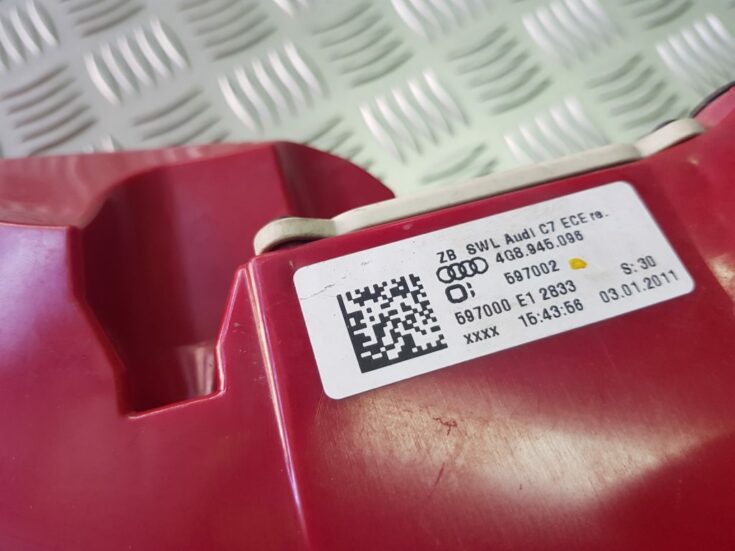 ZB SWL Audi C7 ECE re.
4G8.945.096
597002
597000 E1 2833 S: 30
xxxx 15:43:56 03.01.2011